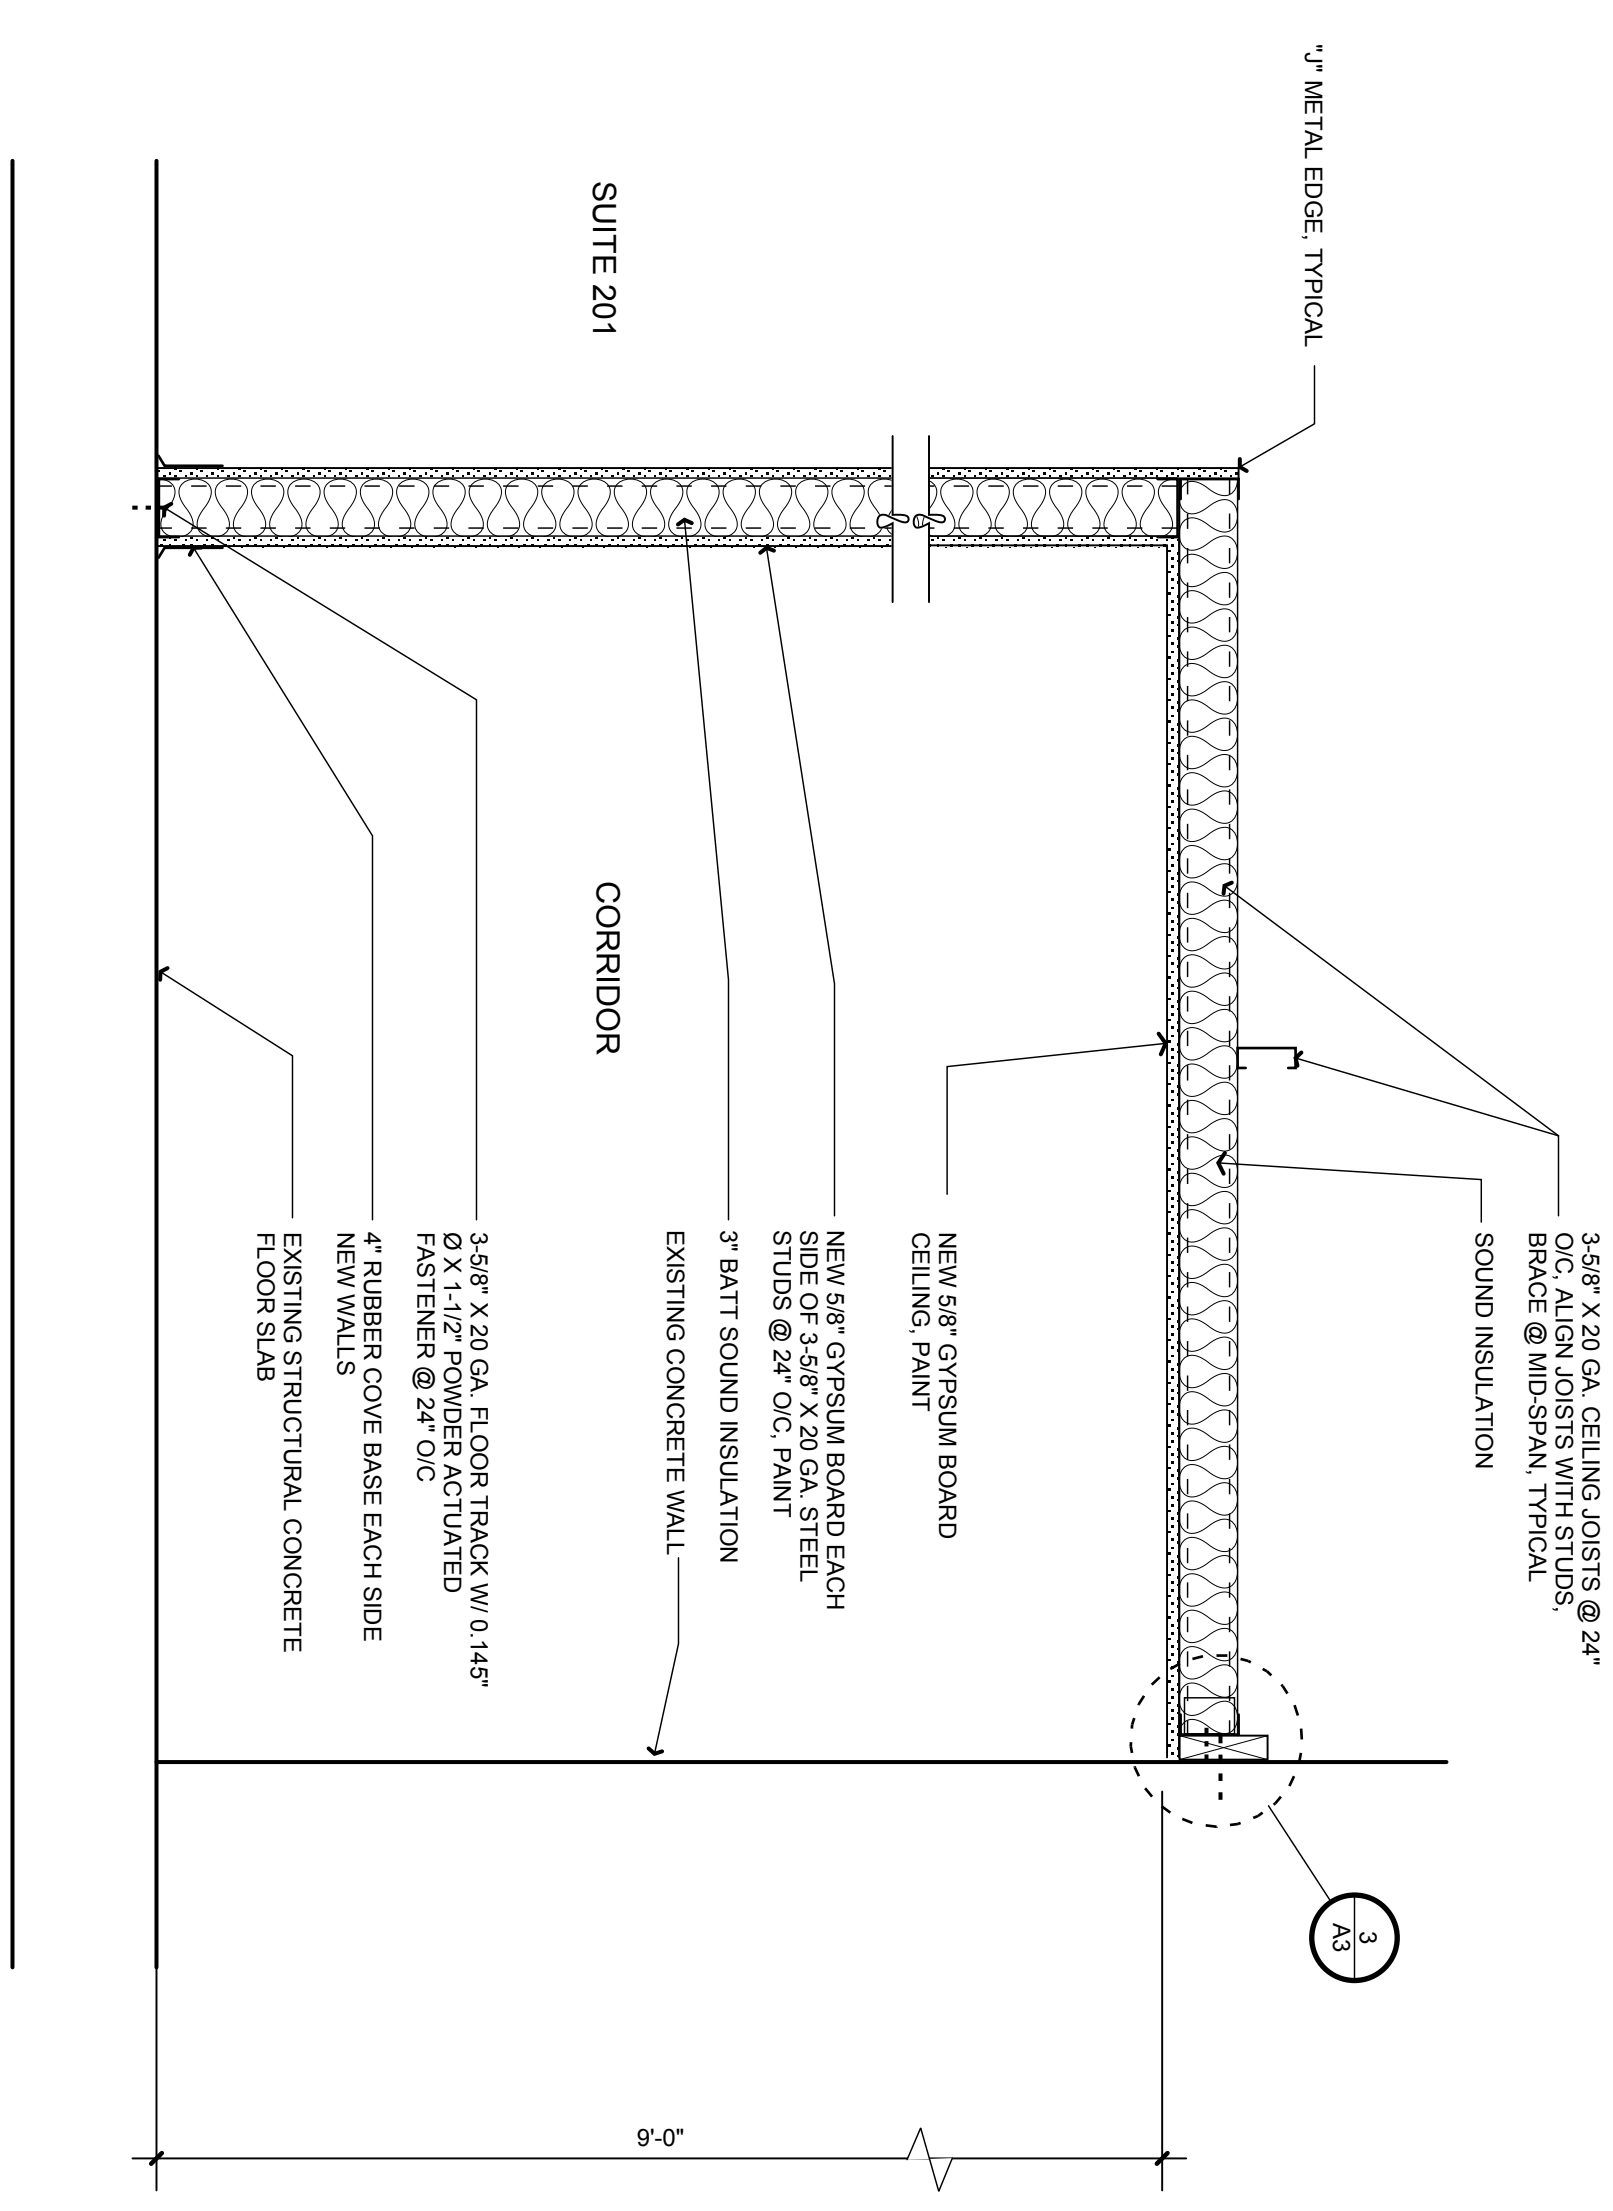 "J" METAL EDGE, TYPICAL
3-5/8" X 20 GA. CEILING JOISTS @ 24"
O/C, ALIGN JOISTS WITH STUDS,
BRACE @ MID-SPAN, TYPICAL
SOUND INSULATION
3
A3
NEW 5/8" GYPSUM BOARD
CEILING, PAINT
NEW 5/8" GYPSUM BOARD EACH
SIDE OF 3-5/8" X 20 GA. STEEL
STUDS @ 24" O/C, PAINT
3" BATT SOUND INSULATION
EXISTING CONCRETE WALL
SUITE 201
CORRIDOR
9'-0"
3-5/8" X 20 GA. FLOOR TRACK W/ 0.145"
Ø X 1-1/2" POWDER ACTUATED
FASTENER @ 24" O/C
4" RUBBER COVE BASE EACH SIDE
NEW WALLS
EXISTING STRUCTURAL CONCRETE
FLOOR SLAB